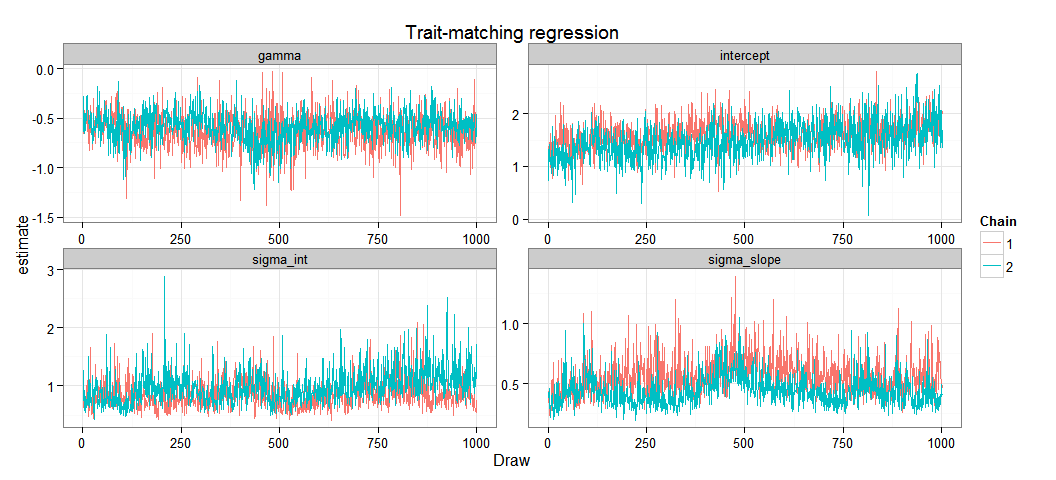 Trait-matching regression
gamma
intercept
0.0
-0.5
-1.0
-1.5
2
1
0
0 250 500 750 1000
0 250 500 750 1000
sigma_int
sigma_slope
3
2
1
1.0
0.5
0 250 500 750 1000
0 250 500 750 1000
estimate
Draw
Chain
1
2